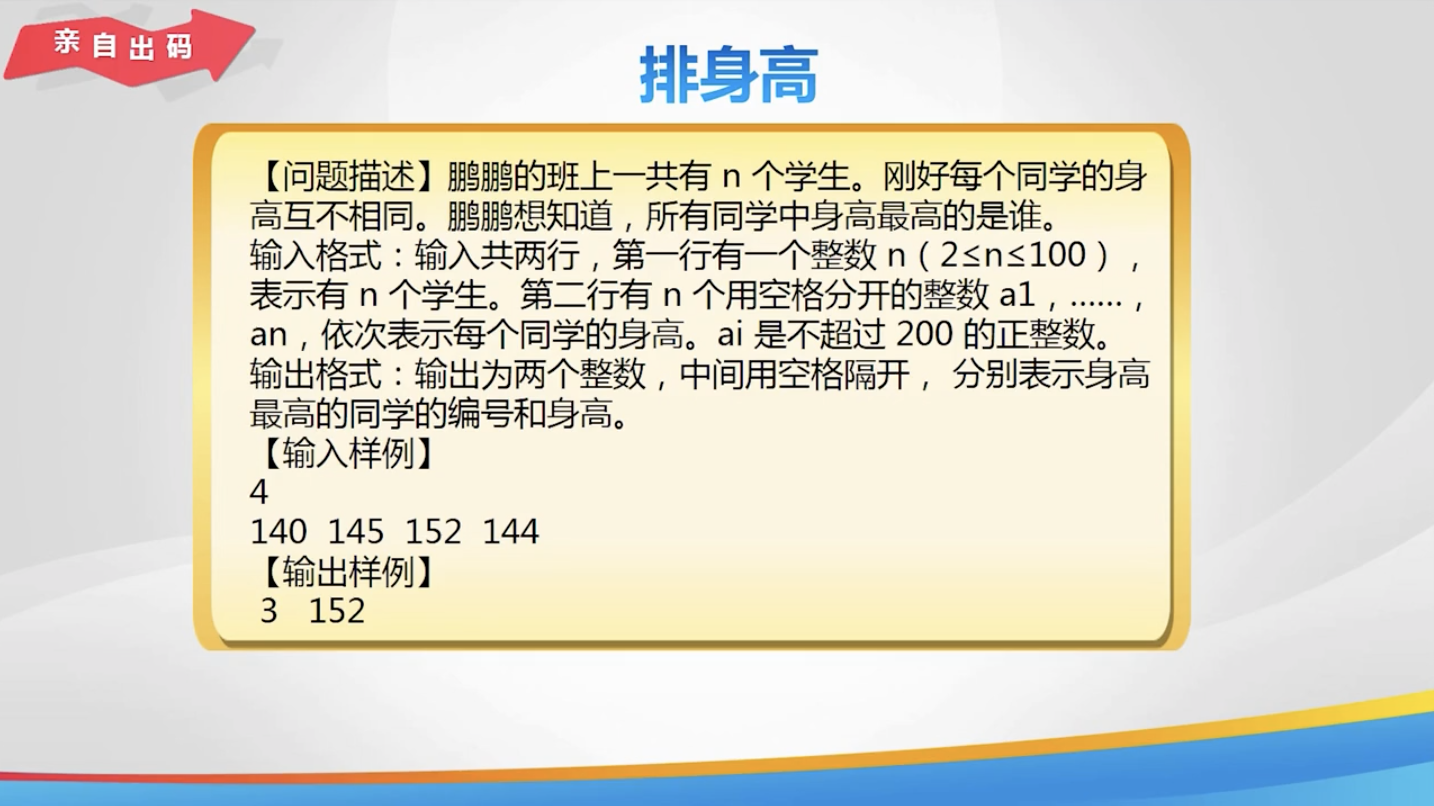 亲自出码
排身高
【问题描述】鹏鹏的班上一共有 n 个学生。刚好每个同学的身
高互不相同。鹏鹏想知道，所有同学中身高最高的是谁。
输入格式：输入共两行，第一行有一个整数 n（2≤n≤100），
表示有 n 个学生。第二行有 n 个用空格分开的整数 a1，……，
an，依次表示每个同学的身高。ai 是不超过 200 的正整数。
输出格式：输出为两个整数，中间用空格隔开， 分别表示身高
最高的同学的编号和身高。
【输入样例】
4
140 145 152 144
【输出样例】
3 152